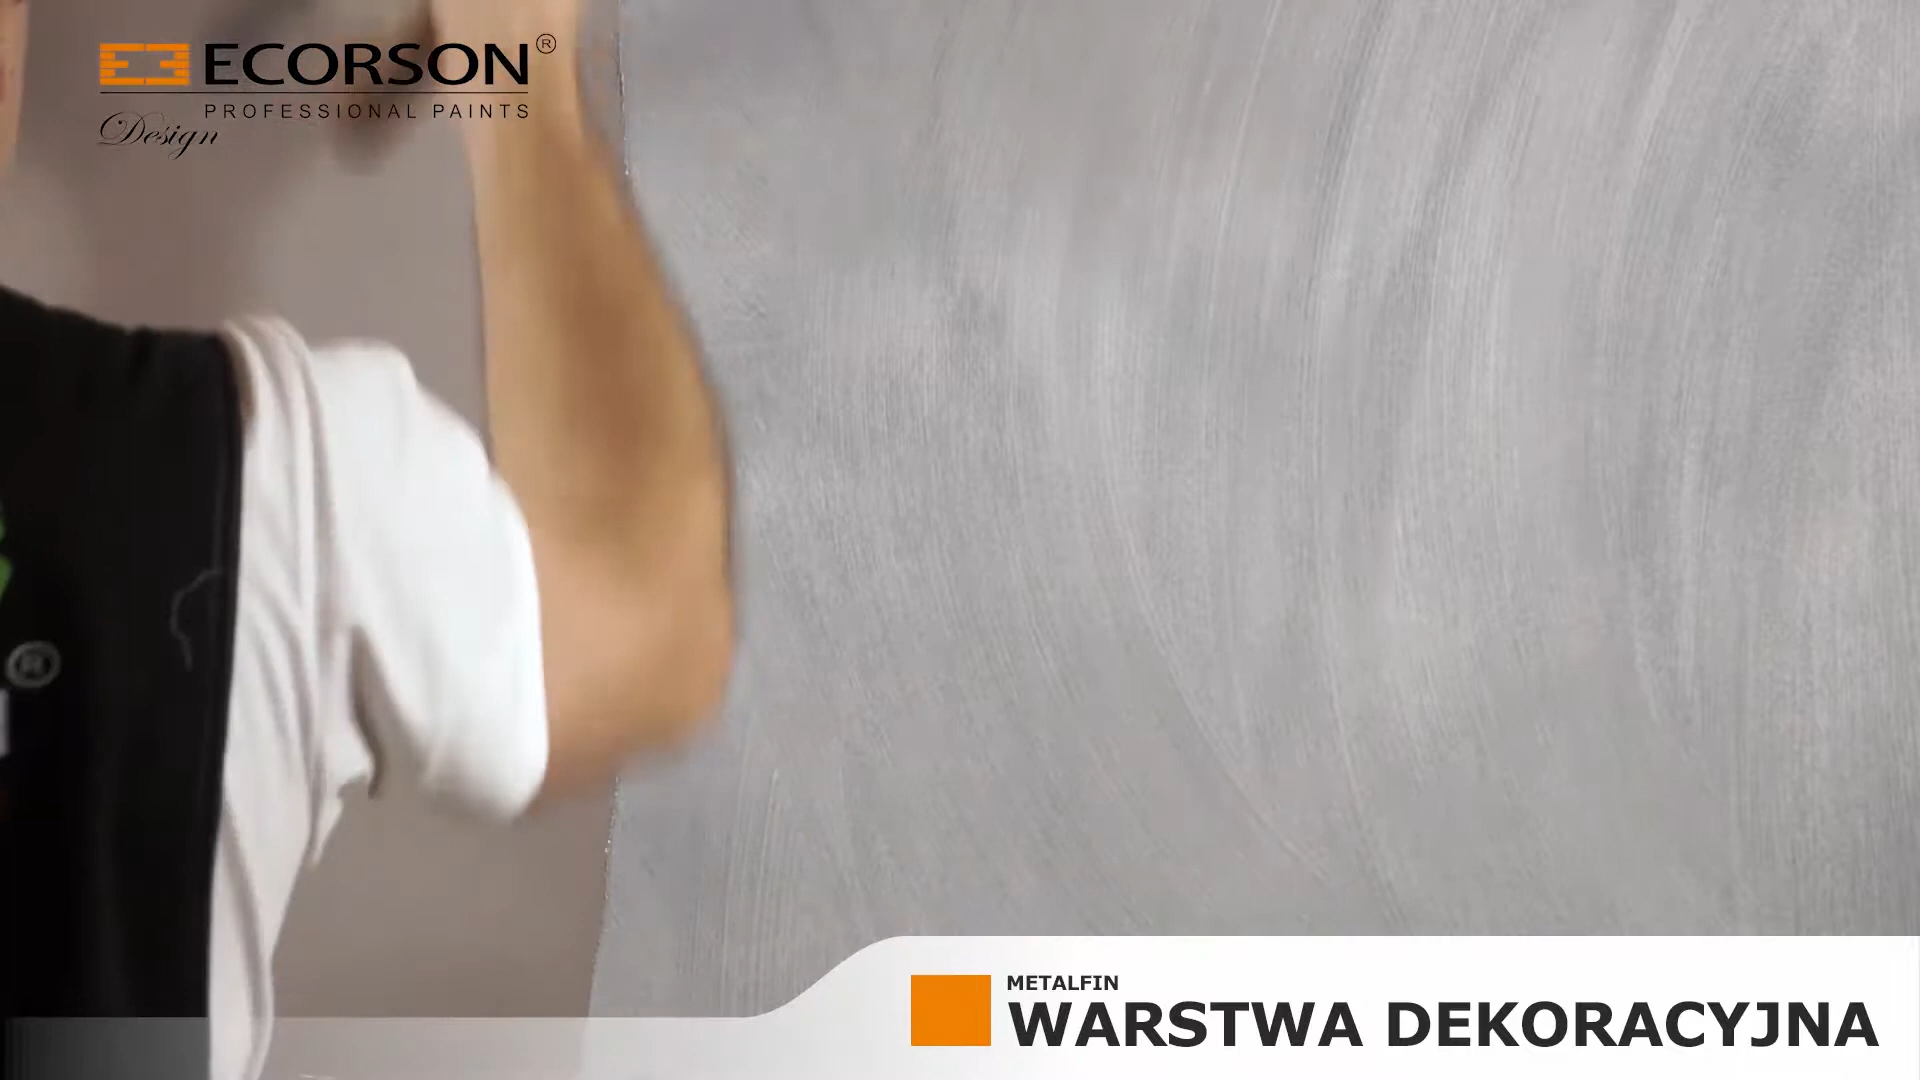 ECORSON®
PROFESSIONAL PAINTS
Design
®
METALFIN
WARSTWA DEKORACYJNA